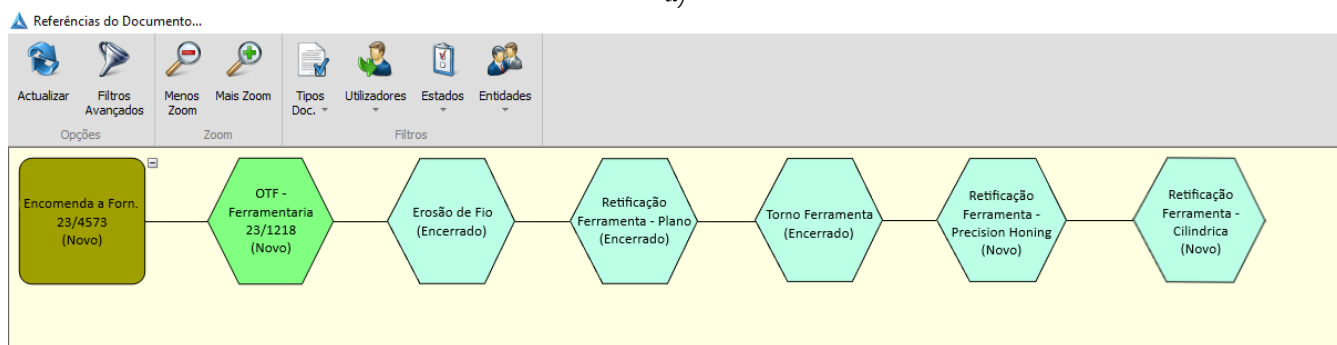 a)
Referências do Documento...
Actualizar
Filtros
Avançados
Menos
Zoom
Mais Zoom
Tipos
Doc.
Utilizadores
Estados
Entidades
Opções
Zoom
Filtros
Encomenda a Forn.
23/4573
(Novo)
OTF -
Ferramentaria
23/1218
(Novo)
Erosão de Fio
(Encerrado)
Retificação
Ferramenta - Plano
(Encerrado)
Torno Ferramenta
(Encerrado)
Retificação
Ferramenta -
Precision Honing
(Novo)
Retificação
Ferramenta -
Cilindrica
(Novo)